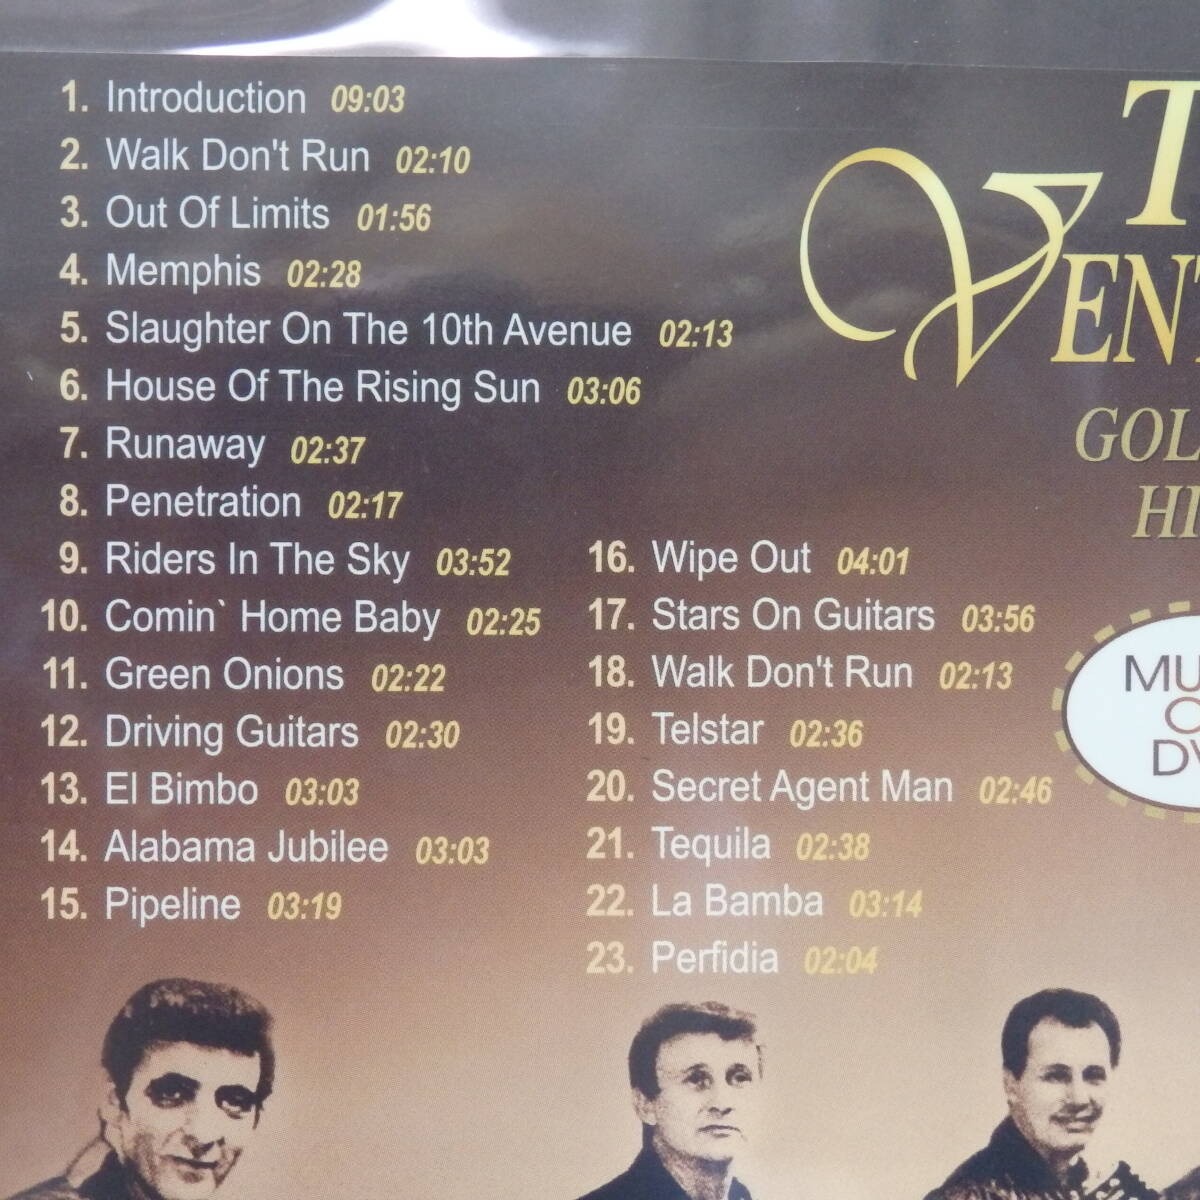 1. Introduction 09:03
2. Walk Don't Run 02:10
3. Out Of Limits 01:56
4. Memphis 02:28
5. Slaughter On The 10th Avenue 02:13
6. House Of The Rising Sun 03:06
7. Runaway 02:37
8. Penetration 02:17
9. Riders In The Sky 03:52
10. Comin` Home Baby 02:25
11. Green Onions 02:22
12. Driving Guitars 02:30
13. El Bimbo 03:03
14. Alabama Jubilee 03:03
15. Pipeline 03:19
16. Wipe Out 04:01
17. Stars On Guitars 03:56
18. Walk Don't Run 02:13
19. Telstar 02:36
20. Secret Agent Man 02:46
21. Tequila 02:38
22. La Bamba 03:14
23. Perfidia 02:04
T
VENT
GOL
HI
MU
DV